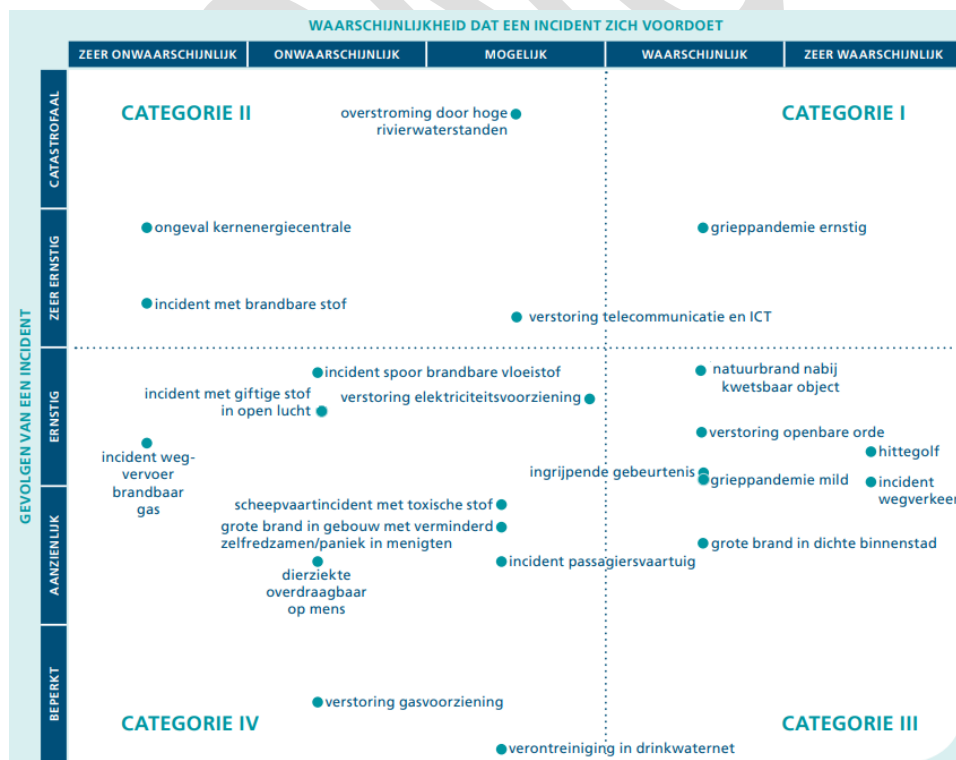 WAARSCHIJNLIJKHEID DAT EEN INCIDENT ZICH VOORDOET
ZEER ONWAARSCHIJNLIJK
ONWAARSCHIJNLIJK
MOGELIJK
WAARSCHIJNLIJK
ZEER WAARSCHIJNLIJK
GEVOLGEN VAN EEN INCIDENT
CATASTROFAAL
ZEER ERNSTIG
ERNSTIG
AANZIENLIJK
BEPERKT
CATEGORIE II
overstroming door hoge
rivierwaterstanden
CATEGORIE I
ongeval kernenergiecentrale
grieppandemie ernstig
incident met brandbare stof
verstoring telecommunicatie en ICT
incident spoor brandbare vloeistof
natuurbrand nabij
kwetsbaar object
incident met giftige stof
in open lucht
verstoring elektriciteitsvoorziening
verstoring openbare orde
incident weg-
vervoer
brandbaar
gas
hittegolf
ingrijpende gebeurtenis
grieppandemie mild
incident
wegverkeer
scheepvaartincident met toxische stof
grote brand in gebouw met verminderd
zelfredzamen/paniek in menigten
grote brand in dichte binnenstad
dierziekte
overdraagbaar
op mens
incident passagiersvaartuig
verstoring gasvoorziening
CATEGORIE IV
CATEGORIE III
verontreiniging in drinkwaternet